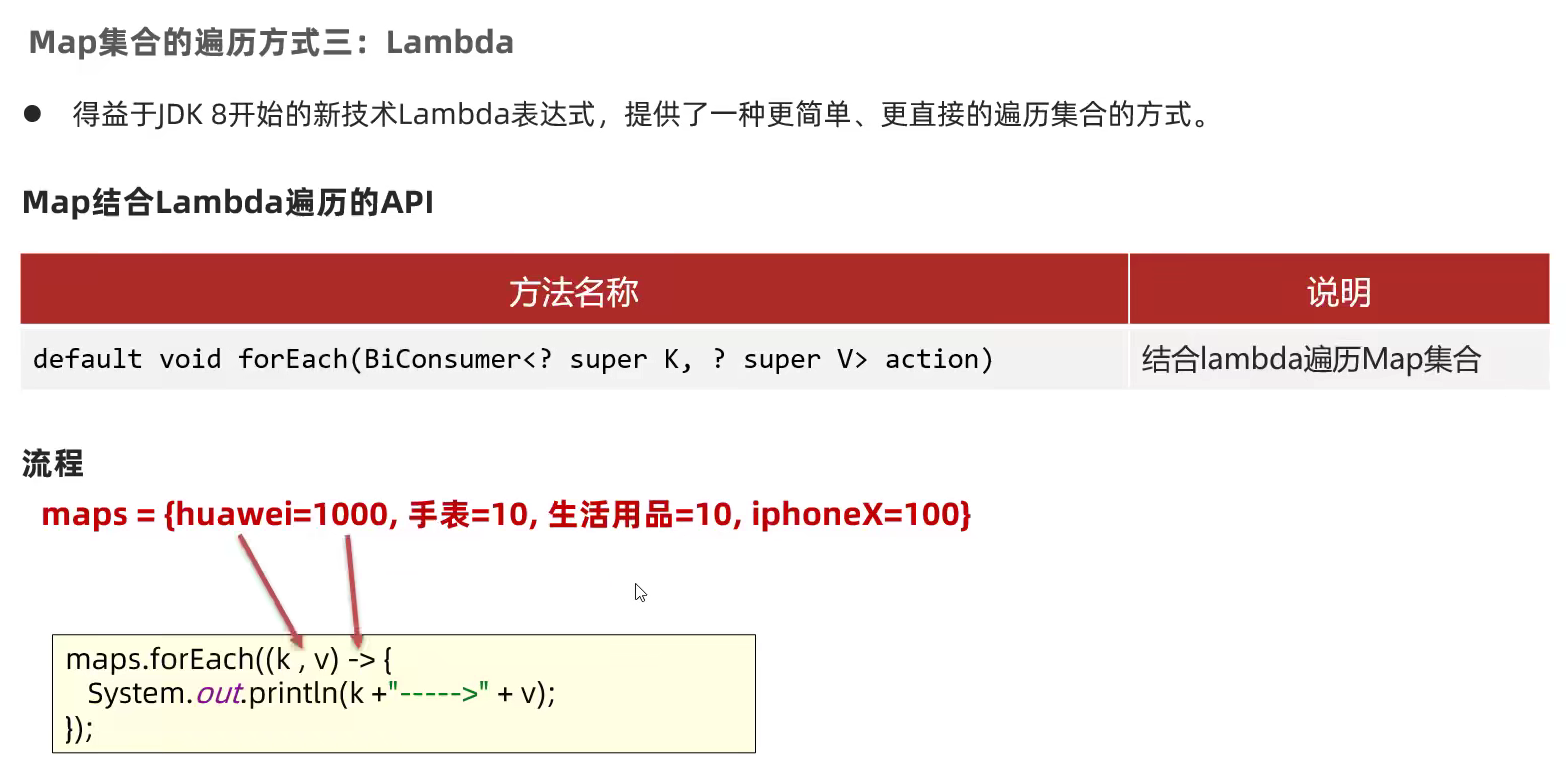 Map集合的遍历方式三：Lambda
● 得益于JDK 8开始的新技术Lambda表达式，提供了一种更简单、更直接的遍历集合的方式。
Map结合Lambda遍历的API
方法名称 说明
default void forEach(BiConsumer<? super K, ? super V> action) 结合lambda遍历Map集合
流程
maps = {huawei=1000, 手表=10, 生活用品=10, iphoneX=100}
maps.forEach((k , v) -> {
System.out.println(k +"----->" + v);
});